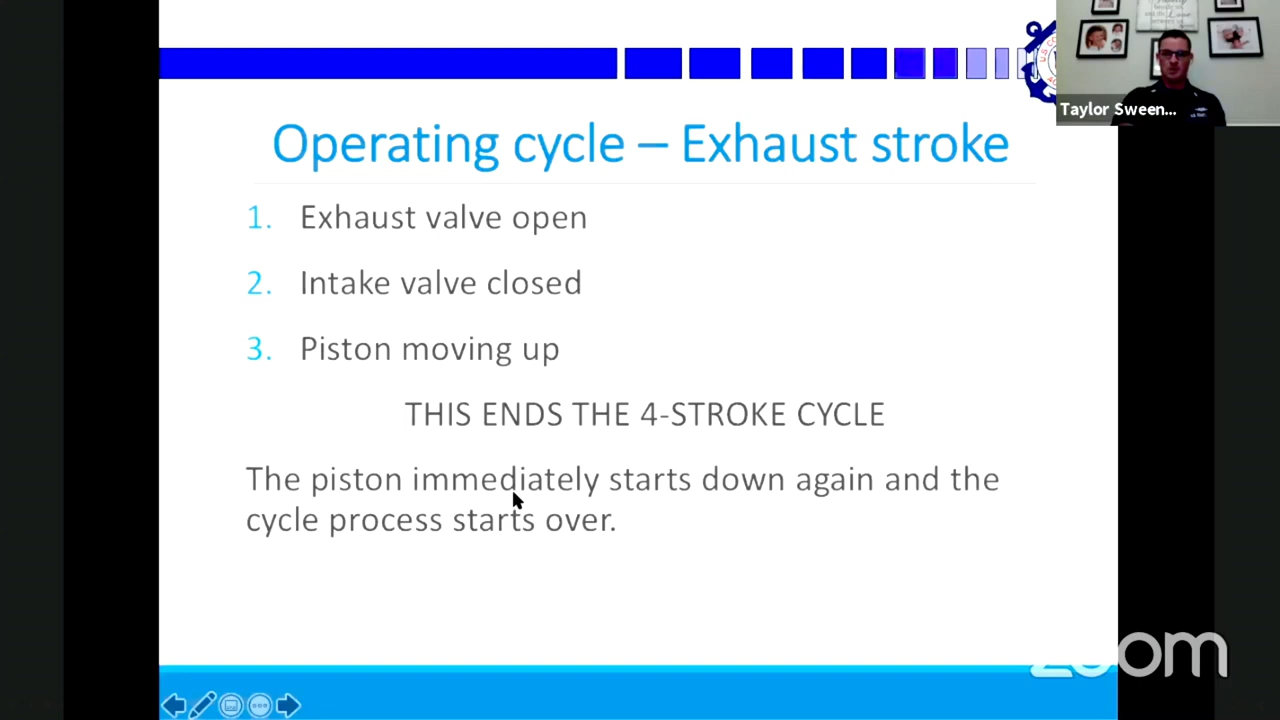 Operating cycle – Exhaust stroke
1. Exhaust valve open
2. Intake valve closed
3. Piston moving up
THIS ENDS THE 4-STROKE CYCLE
The piston immediately starts down again and the
cycle process starts over.
Taylor Sween...
zoom